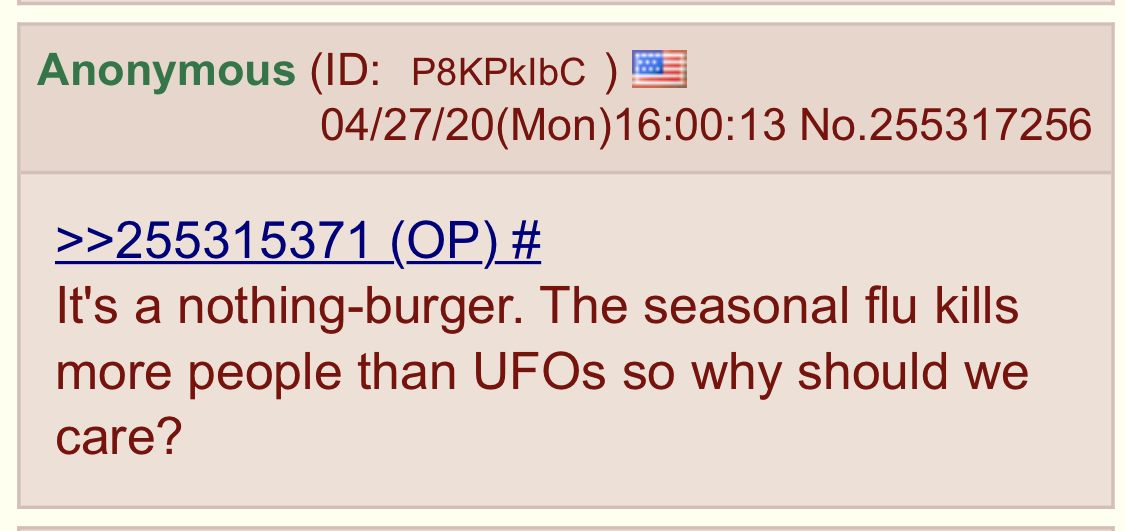 Anonymous (ID: P8KPkIbC )
04/27/20(Mon)16:00:13 No.255317256
>>255315371 (OP) #
It's a nothing-burger. The seasonal flu kills
more people than UFOs so why should we
care?